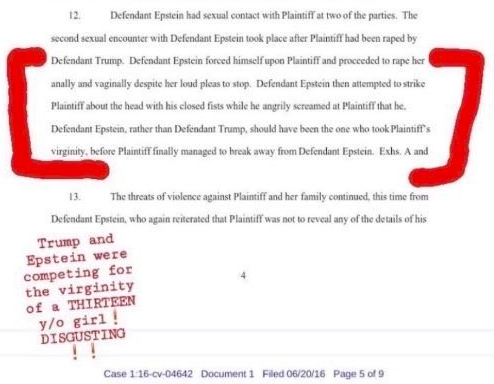 12. Defendant Epstein had sexual contact with Plaintiff at two of the parties. The
second sexual encounter with Defendant Epstein took place after Plaintiff had been raped by
Defendant Trump. Defendant Epstein forced himself upon Plaintiff and proceeded to rape her
anally and vaginally despite her loud pleas to stop. Defendant Epstein then attempted to strike
Plaintiff about the head with his closed fists while he angrily screamed at Plaintiff that he,
Defendant Epstein, rather than Defendant Trump, should have been the one who took Plaintiff's
virginity, before Plaintiff finally managed to break away from Defendant Epstein. Exhs. A and
13. The threats of violence against Plaintiff and her family continued, this time from
Defendant Epstein, who again reiterated that Plaintiff was not to reveal any of the details of his
Trump and
Epstein were
competing for
the virginity
of a THIRTEEN
y/o girl!
DISGUSTING
! !
4
Case 1:16-cv-04642 Document 1 Filed 06/20/16 Page 5 of 9